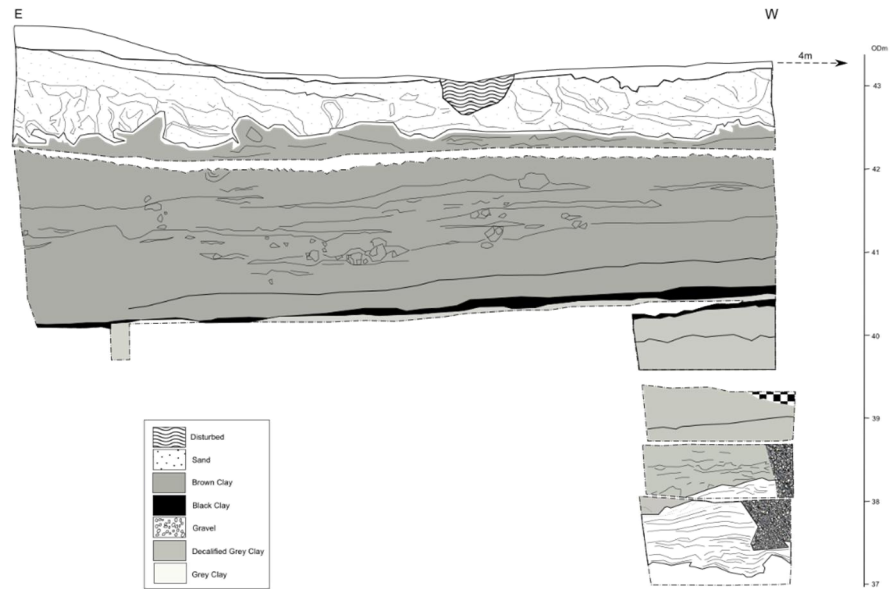 E
W
4m
ODm
43
42
41
40
39
38
37
Disturbed
Sand
Brown Clay
Black Clay
Gravel
Decalified Grey Clay
Grey Clay